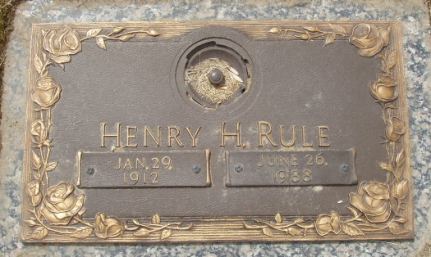 HENRY H. RULE
JAN. 29, 1912
JUNE 26, 1988